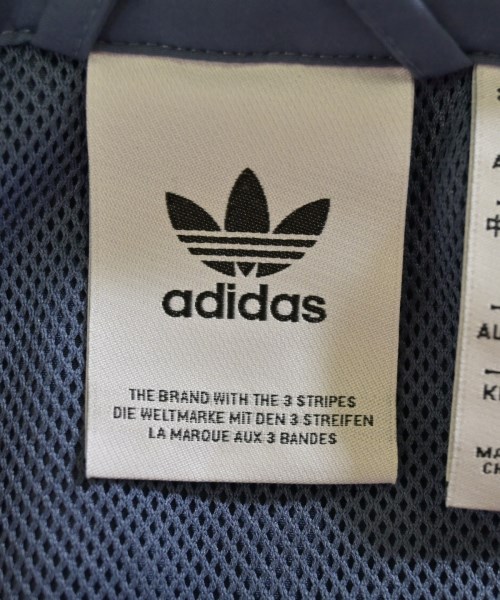 adidas
THE BRAND WITH THE 3 STRIPES
DIE WELTMARKE MIT DEN 3 STREIFEN
LA MARQUE AUX 3 BANDES